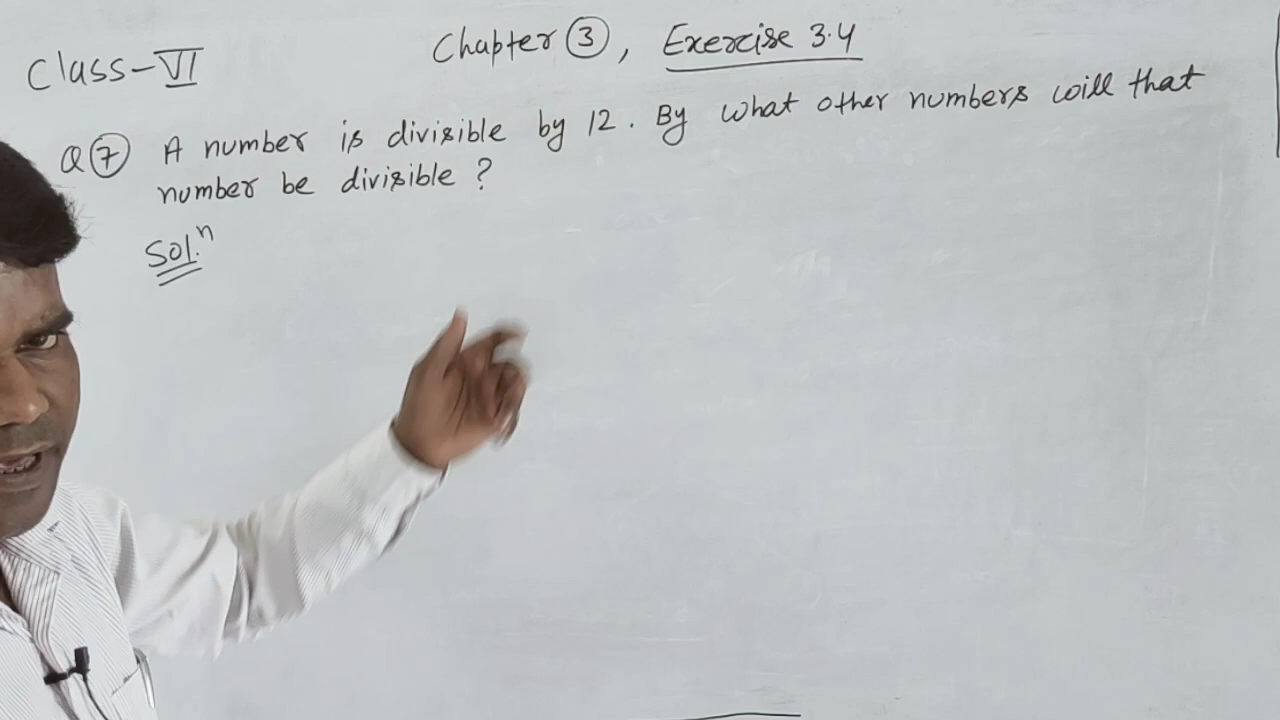 Class-VI
Chapter 3, Exercise 3.4
Q 7 A number is divisible by 12. By what other numbers will that
number be divisible ?
Sol.n